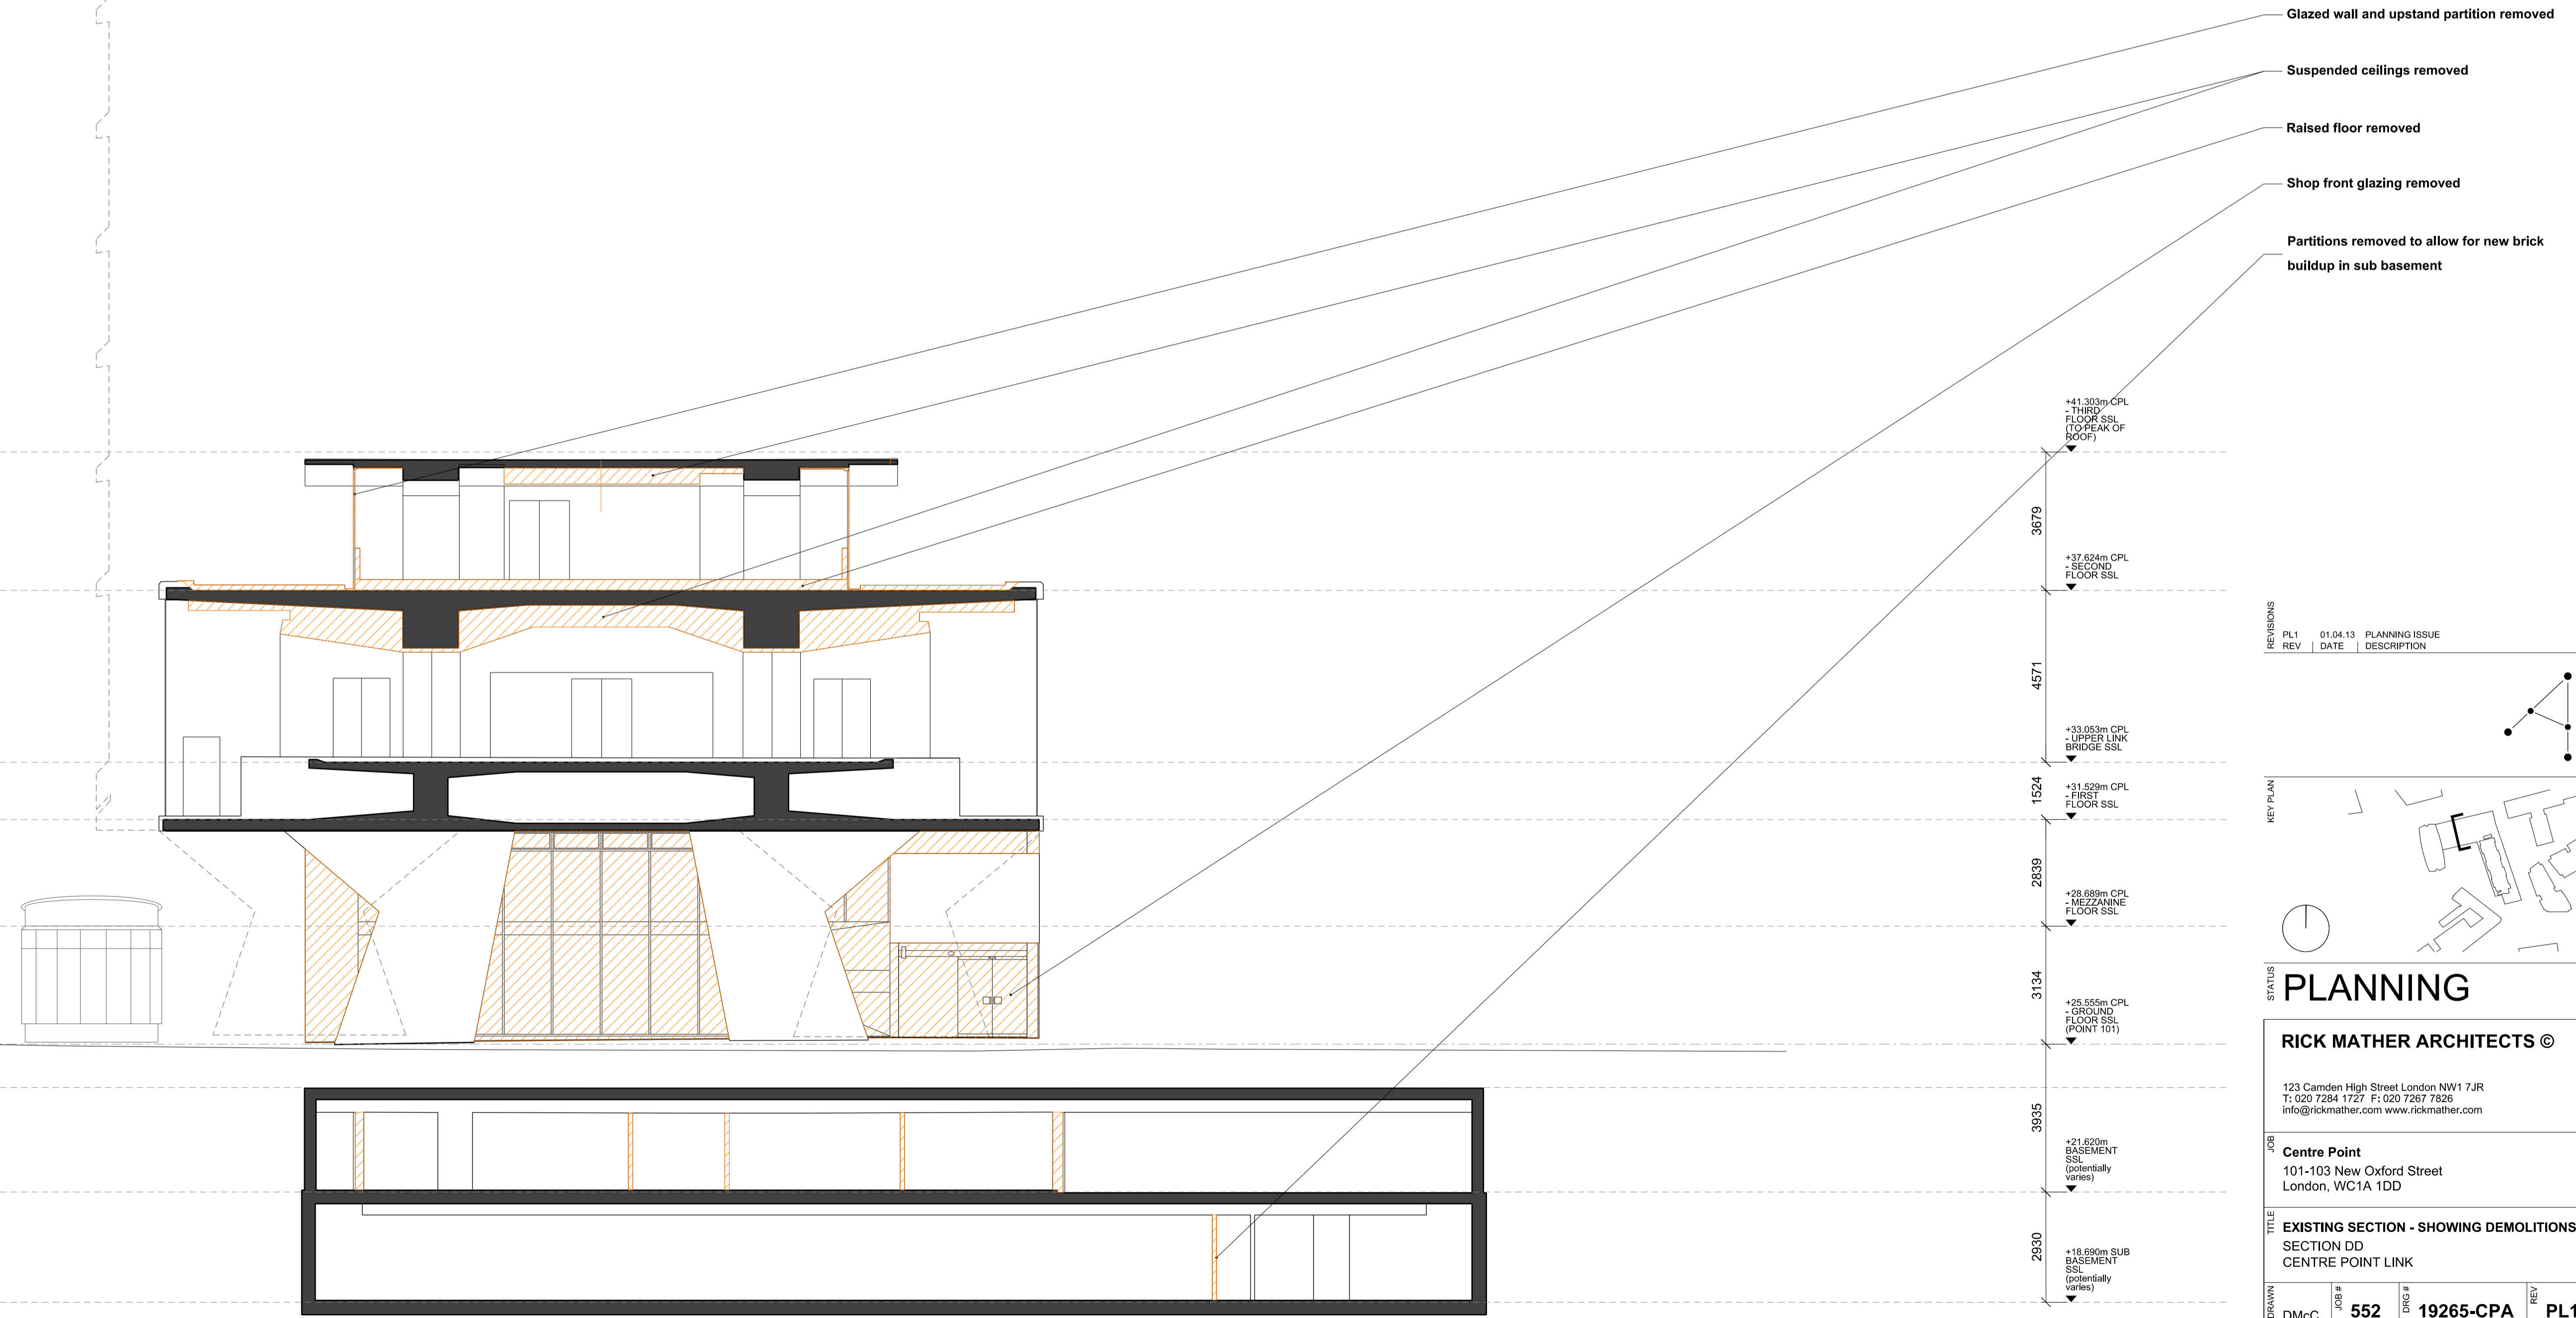 Glazed wall and upstand partition removed
Suspended ceilings removed
Raised floor removed
Shop front glazing removed
Partitions removed to allow for new brick
buildup in sub basement
+41.303m CPL
- THIRD
FLOOR SSL
(TO PEAK OF
ROOF)
3679
+37.624m CPL
- SECOND
FLOOR SSL
4571
+33.053m CPL
- UPPER LINK
BRIDGE SSL
1524
+31.529m CPL
- FIRST
FLOOR SSL
2839
+28.689m CPL
- MEZZANINE
FLOOR SSL
3134
+25.555m CPL
- GROUND
FLOOR SSL
(POINT 101)
3935
+21.620m
BASEMENT
SSL
(potentially
varies)
2930
+18.690m SUB
BASEMENT
SSL
(potentially
varies)
REVISIONS
PL1 01.04.13 PLANNING ISSUE
REV DATE DESCRIPTION
KEY PLAN
STATUS
PLANNING
RICK MATHER ARCHITECTS ©
123 Camden High Street London NW1 7JR
T: 020 7284 1727 F: 020 7267 7826
info@rickmather.com www.rickmather.com
JOB
Centre Point
101-103 New Oxford Street
London, WC1A 1DD
TITLE
EXISTING SECTION - SHOWING DEMOLITIONS
SECTION DD
CENTRE POINT LINK
DRAWN
DMcC
JOB #
552
DRG #
19265-CPA
REV
PL1